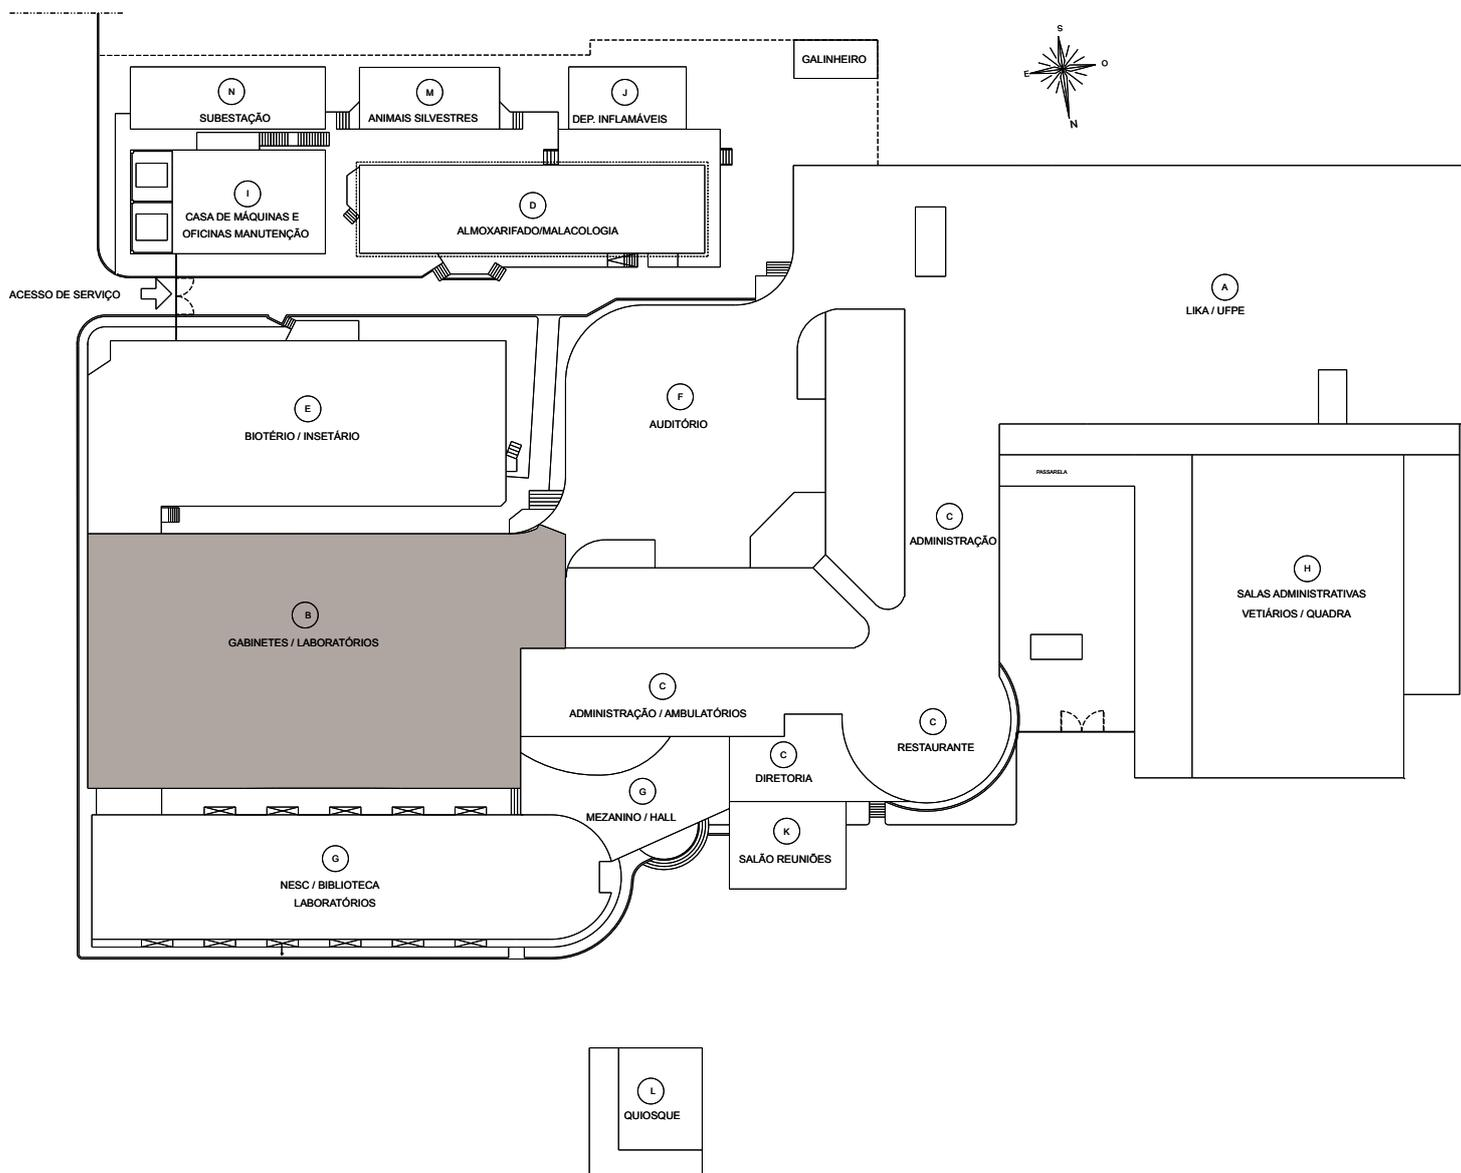 S
E
O
N
GALINHEIRO
N
SUBESTAÇÃO
M
ANIMAIS SILVESTRES
J
DEP. INFLAMÁVEIS
I
CASA DE MÁQUINAS E
OFICINAS MANUTENÇÃO
D
ALMOXARIFADO/MALACOLOGIA
ACESSO DE SERVIÇO
A
LIKA / UFPE
E
BIOTÉRIO / INSETÁRIO
F
AUDITÓRIO
PASSARELA
C
ADMINISTRAÇÃO
H
SALAS ADMINISTRATIVAS
VETIÁRIOS / QUADRA
B
GABINETES / LABORATÓRIOS
C
ADMINISTRAÇÃO / AMBULATÓRIOS
C
RESTAURANTE
C
DIRETORIA
G
MEZANINO / HALL
K
SALÃO REUNIÕES
G
NESC / BIBLIOTECA
LABORATÓRIOS
L
QUIOSQUE